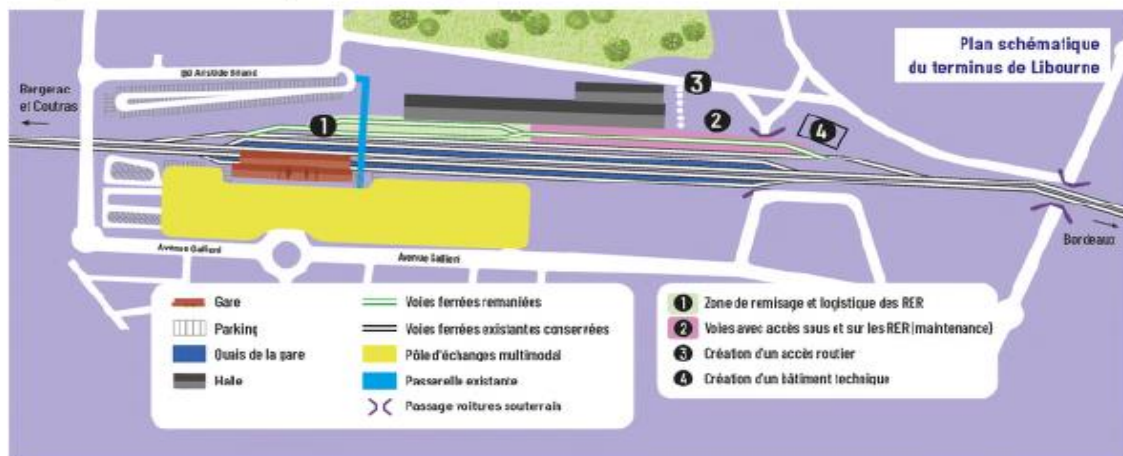 Plan schématique
du terminus de Libourne
Bd Aristide Briand
Bergerac
et Coutras
1
3
2
4
Bordeaux
Avenue Gallieni
Avenue Gallieni
Gare
Parking
Quais de la gare
Halle
Voies ferrées remaniées
Voies ferrées existantes conservées
Pôle d'échanges multimodal
Passerelle existante
Passage voitures souterrain
1 Zone de remisage et logistique des RER
2 Voies avec accès sous et sur les RER (maintenance)
3 Création d'un accès routier
4 Création d'un bâtiment technique